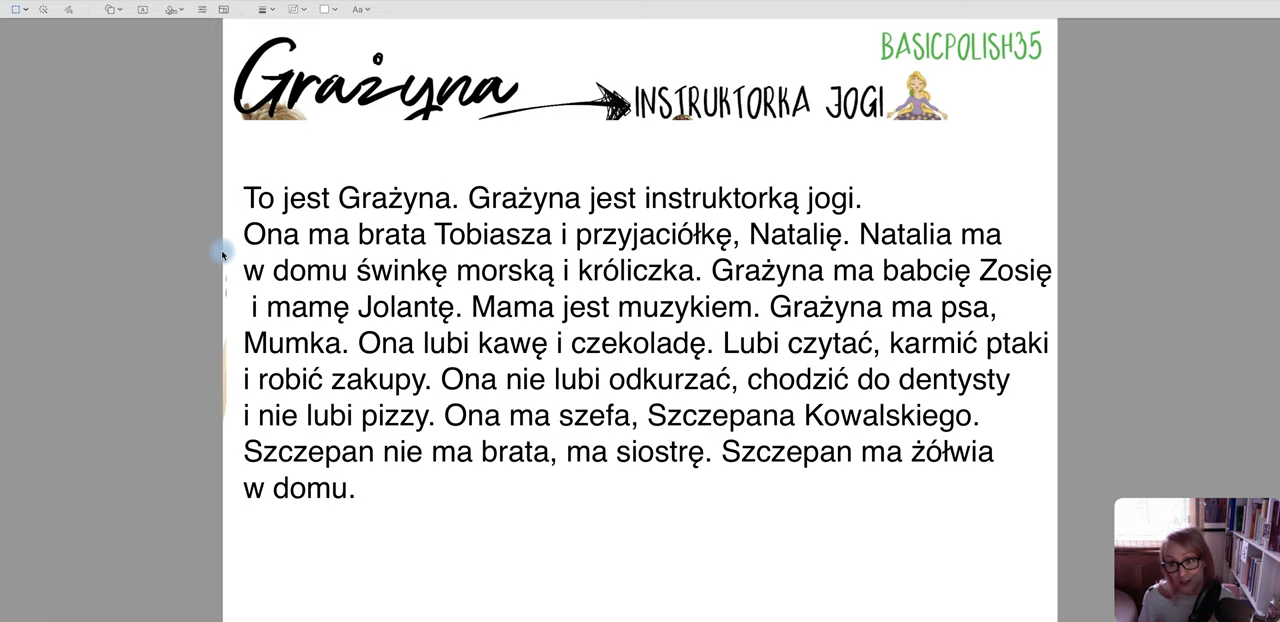 Aa
BASICPOLISH35
Grażyna
INSTRUKTORKA JOGI
To jest Grażyna. Grażyna jest instruktorką jogi.
Ona ma brata Tobiasza i przyjaciółkę, Natalię. Natalia ma
w domu świnkę morską i króliczka. Grażyna ma babcię Zosię
i mamę Jolantę. Mama jest muzykiem. Grażyna ma psa,
Mumka. Ona lubi kawę i czekoladę. Lubi czytać, karmić ptaki
i robić zakupy. Ona nie lubi odkurzać, chodzić do dentysty
i nie lubi pizzy. Ona ma szefa, Szczepana Kowalskiego.
Szczepan nie ma brata, ma siostrę. Szczepan ma żółwia
w domu.